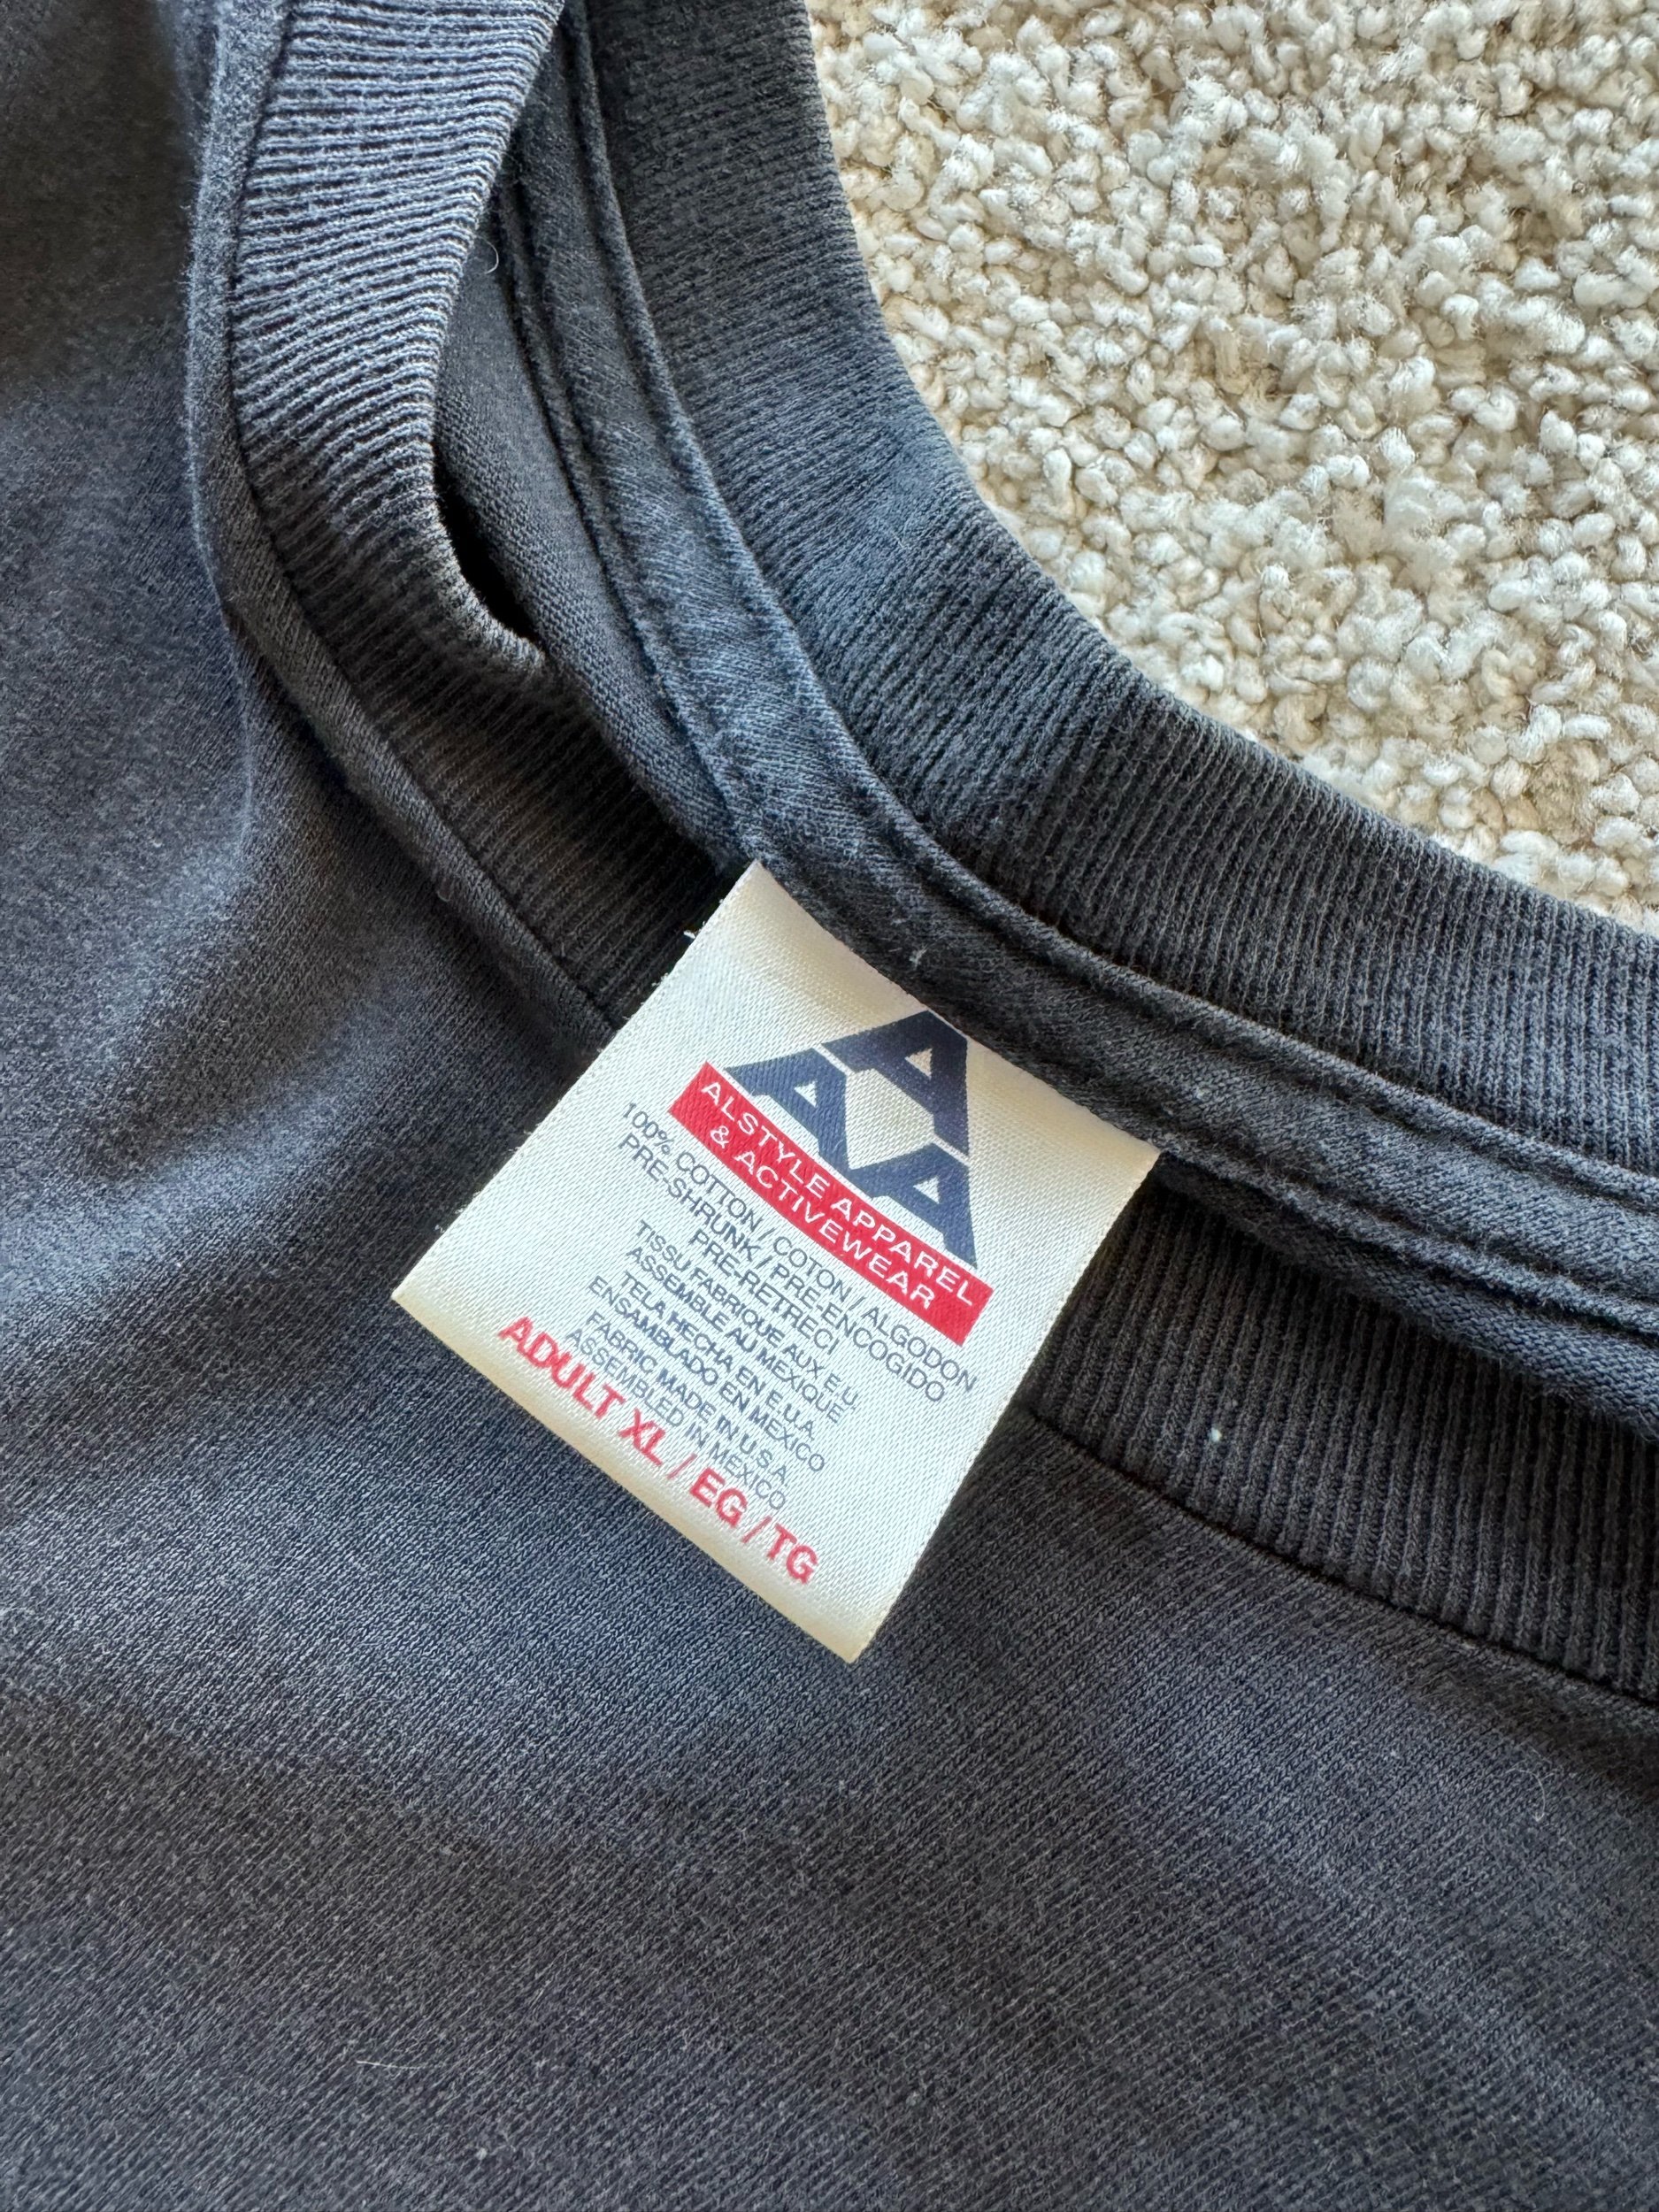 A
A A A
ALSTYLE APPAREL
& ACTIVEWEAR
100% COTTON / COTON / ALGODON
PRE-SHRUNK / PRE-ENCOGIDO
PRE-RETRECI
TISSU FABRIQUE AUX E.U.
ASSEMBLE AU MEXIQUE
TELA HECHA EN E.U.A.
ENSAMBLADO EN MEXICO
FABRIC MADE IN U.S.A.
ASSEMBLED IN MEXICO
ADULT XL / EG / TG